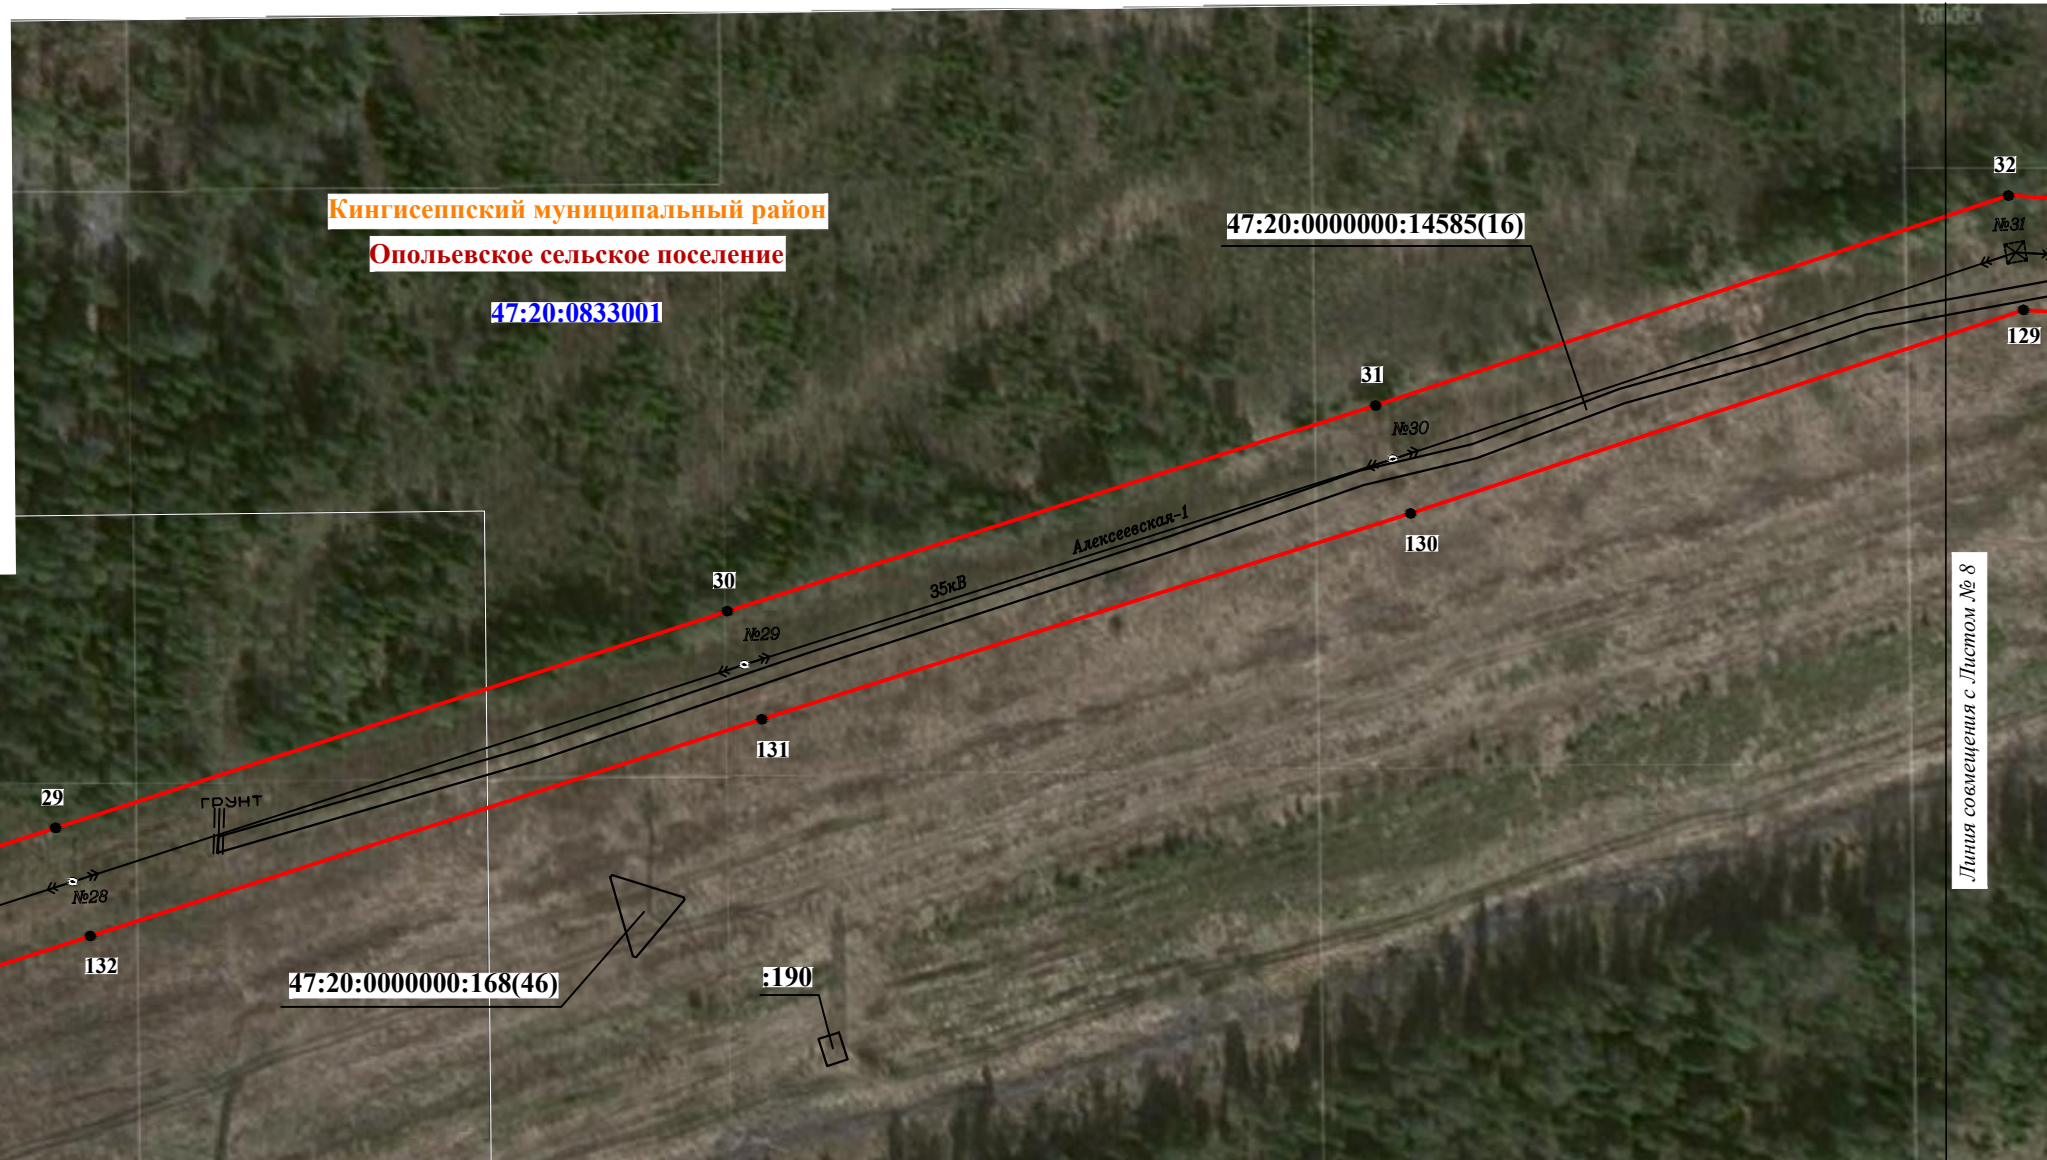 Yandex
Кингисеппский муниципальный район
Опольевское сельское поселение
47:20:0833001
47:20:0000000:14585(16)
32
№31
129
31
№30
130
Алексеевская-1
35кВ
30
№29
131
29
ГРУНТ
№28
132
47:20:0000000:168(46)
:190
Линия совмещения с Листом № 8